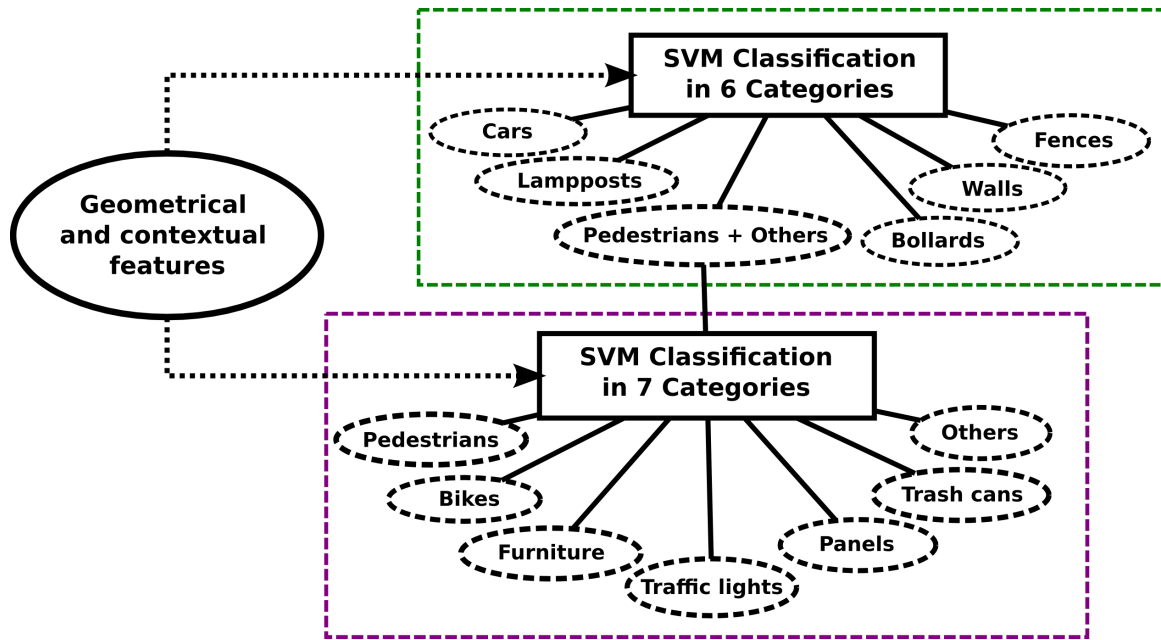 SVM Classification
in 6 Categories
Cars
Fences
Lampposts
Walls
Pedestrians + Others
Bollards
Geometrical
and contextual
features
SVM Classification
in 7 Categories
Pedestrians
Others
Bikes
Trash cans
Furniture
Panels
Traffic lights